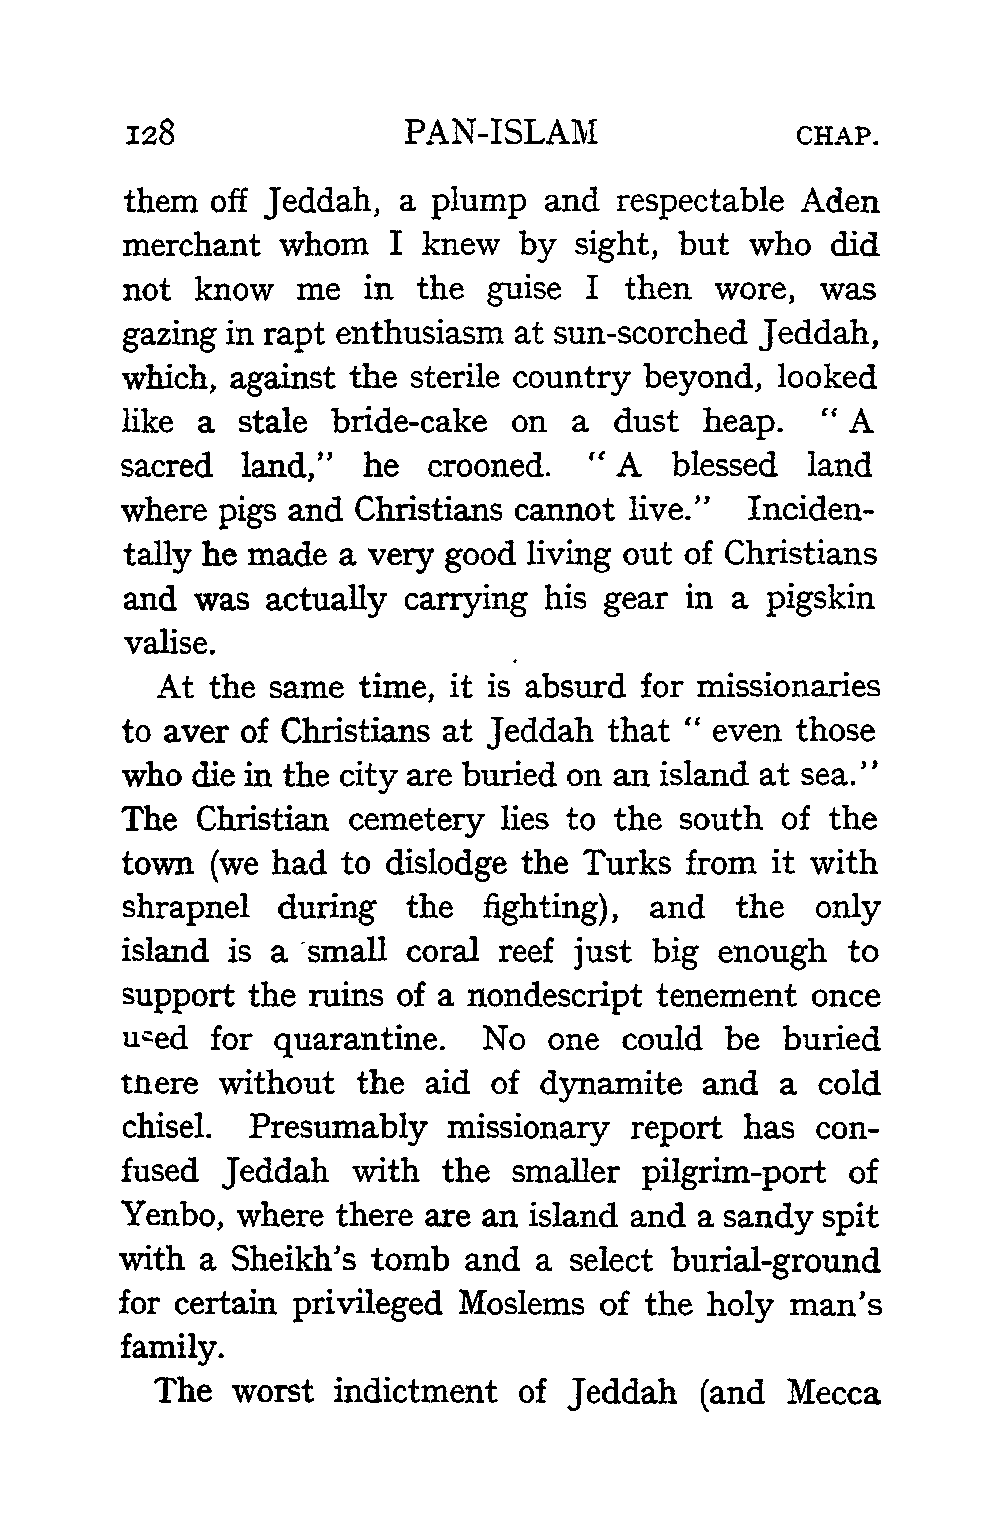 128 PAN-ISLAM CHAP.
them off Jeddah, a plump and respectable Aden
merchant whom I knew by sight, but who did
not know me in the guise I then wore, was
gazing in rapt enthusiasm at sun-scorched Jeddah,
which, against the sterile country beyond, looked
like a stale bride-cake on a dust heap. “ A
sacred land,” he crooned. “ A blessed land
where pigs and Christians cannot live.” Inciden-
tally he made a very good living out of Christians
and was actually carrying his gear in a pigskin
valise.
At the same time, it is absurd for missionaries
to aver of Christians at Jeddah that “ even those
who die in the city are buried on an island at sea.”
The Christian cemetery lies to the south of the
town (we had to dislodge the Turks from it with
shrapnel during the fighting), and the only
island is a small coral reef just big enough to
support the ruins of a nondescript tenement once
used for quarantine. No one could be buried
there without the aid of dynamite and a cold
chisel. Presumably missionary report has con-
fused Jeddah with the smaller pilgrim-port of
Yenbo, where there are an island and a sandy spit
with a Sheikh’s tomb and a select burial-ground
for certain privileged Moslems of the holy man’s
family.
The worst indictment of Jeddah (and Mecca